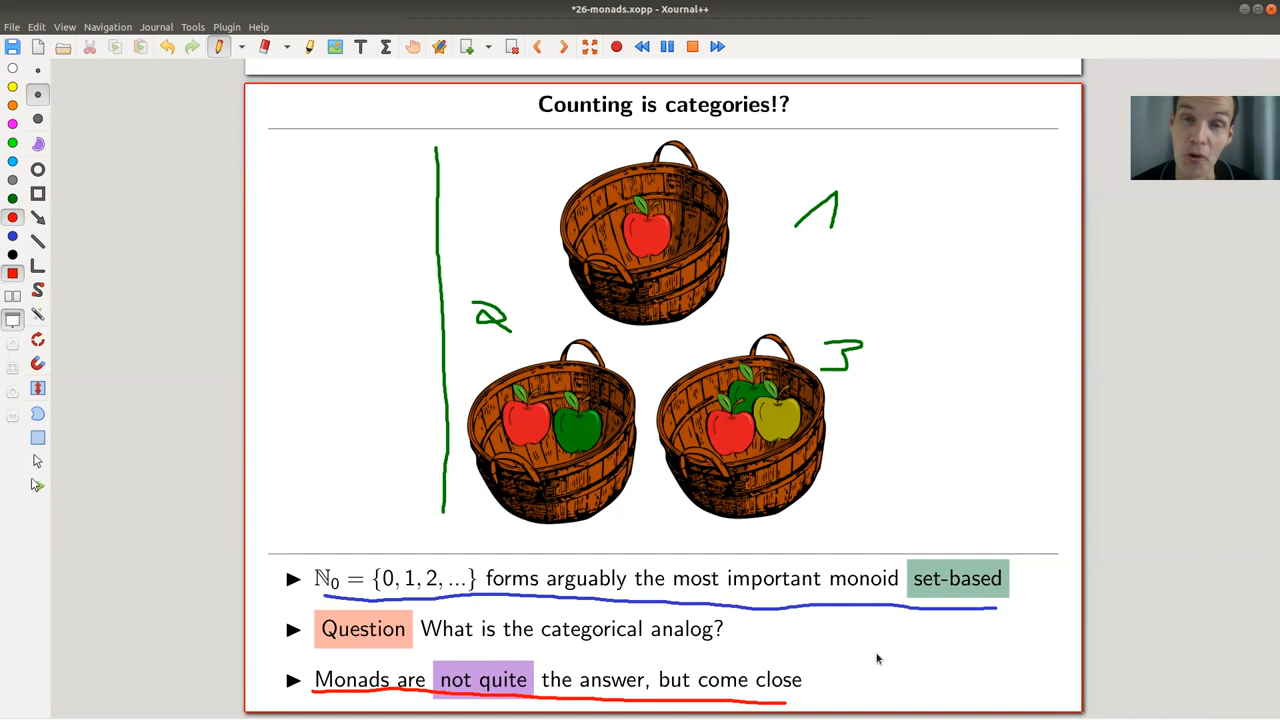 *26-monads.xopp - Xournal++
File Edit View Navigation Journal Tools Plugin Help
Counting is categories!?
1
2
3
ℕ₀ = {0, 1, 2, ...} forms arguably the most important monoid set-based
Question What is the categorical analog?
Monads are not quite the answer, but come close